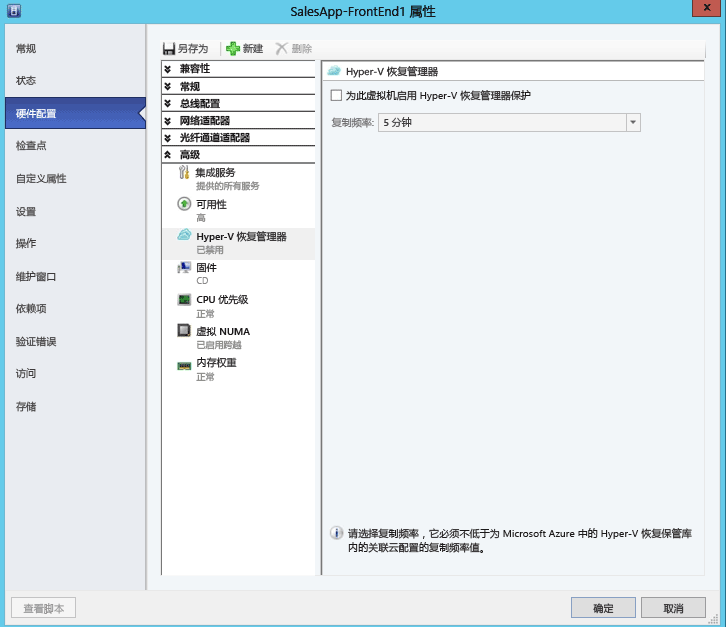 SalesApp-FrontEnd1 属性
常规
状态
硬件配置
检查点
自定义属性
设置
操作
维护窗口
依赖项
验证错误
访问
存储
另存为 新建 删除
兼容性
常规
总线配置
网络适配器
光纤通道适配器
高级
集成服务
提供的所有服务
可用性
高
Hyper-V 恢复管理器
已禁用
固件
CD
CPU 优先级
正常
虚拟 NUMA
已启用跨越
内存权重
正常
Hyper-V 恢复管理器
为此虚拟机启用 Hyper-V 恢复管理器保护
复制频率: 5 分钟
请选择复制频率，它必须不低于为 Microsoft Azure 中的 Hyper-V 恢复保管库
内的关联云配置的复制频率值。
查看脚本
确定 取消